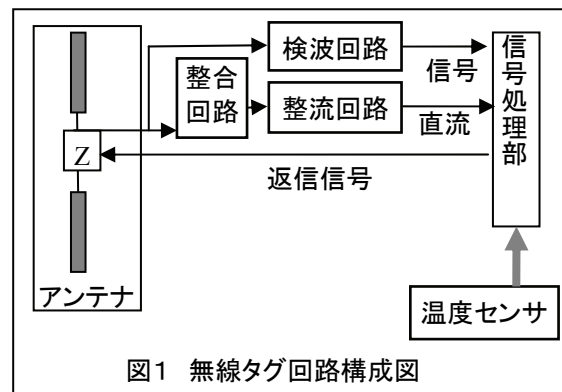 検波回路
信号
整合
回路
整流回路
直流
信号処理部
Z
返信信号
アンテナ
温度センサ
図1 無線タグ回路構成図